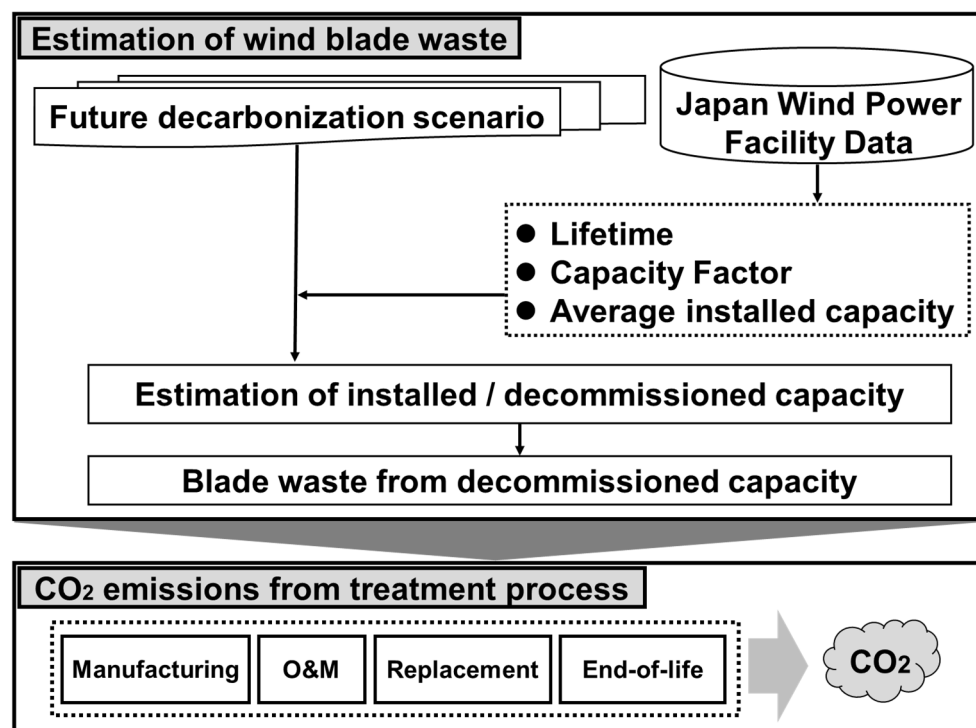 Estimation of wind blade waste
Future decarbonization scenario
Japan Wind Power
Facility Data
● Lifetime
● Capacity Factor
● Average installed capacity
Estimation of installed / decommissioned capacity
Blade waste from decommissioned capacity
CO₂ emissions from treatment process
Manufacturing
O&M
Replacement
End-of-life
CO₂